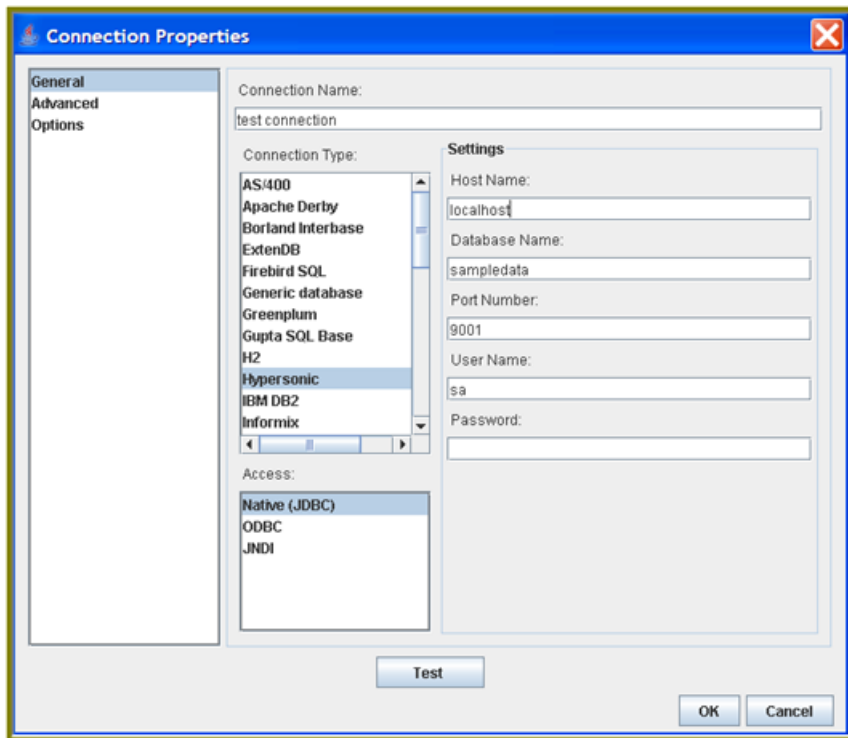 Connection Properties
General
Advanced
Options
Connection Name:
test connection
Connection Type:
AS/400
Apache Derby
Borland Interbase
ExtenDB
Firebird SQL
Generic database
Greenplum
Gupta SQL Base
H2
Hypersonic
IBM DB2
Informix
Access:
Native (JDBC)
ODBC
JNDI
Settings
Host Name:
localhost
Database Name:
sampledata
Port Number:
9001
User Name:
sa
Password:
Test
OK
Cancel